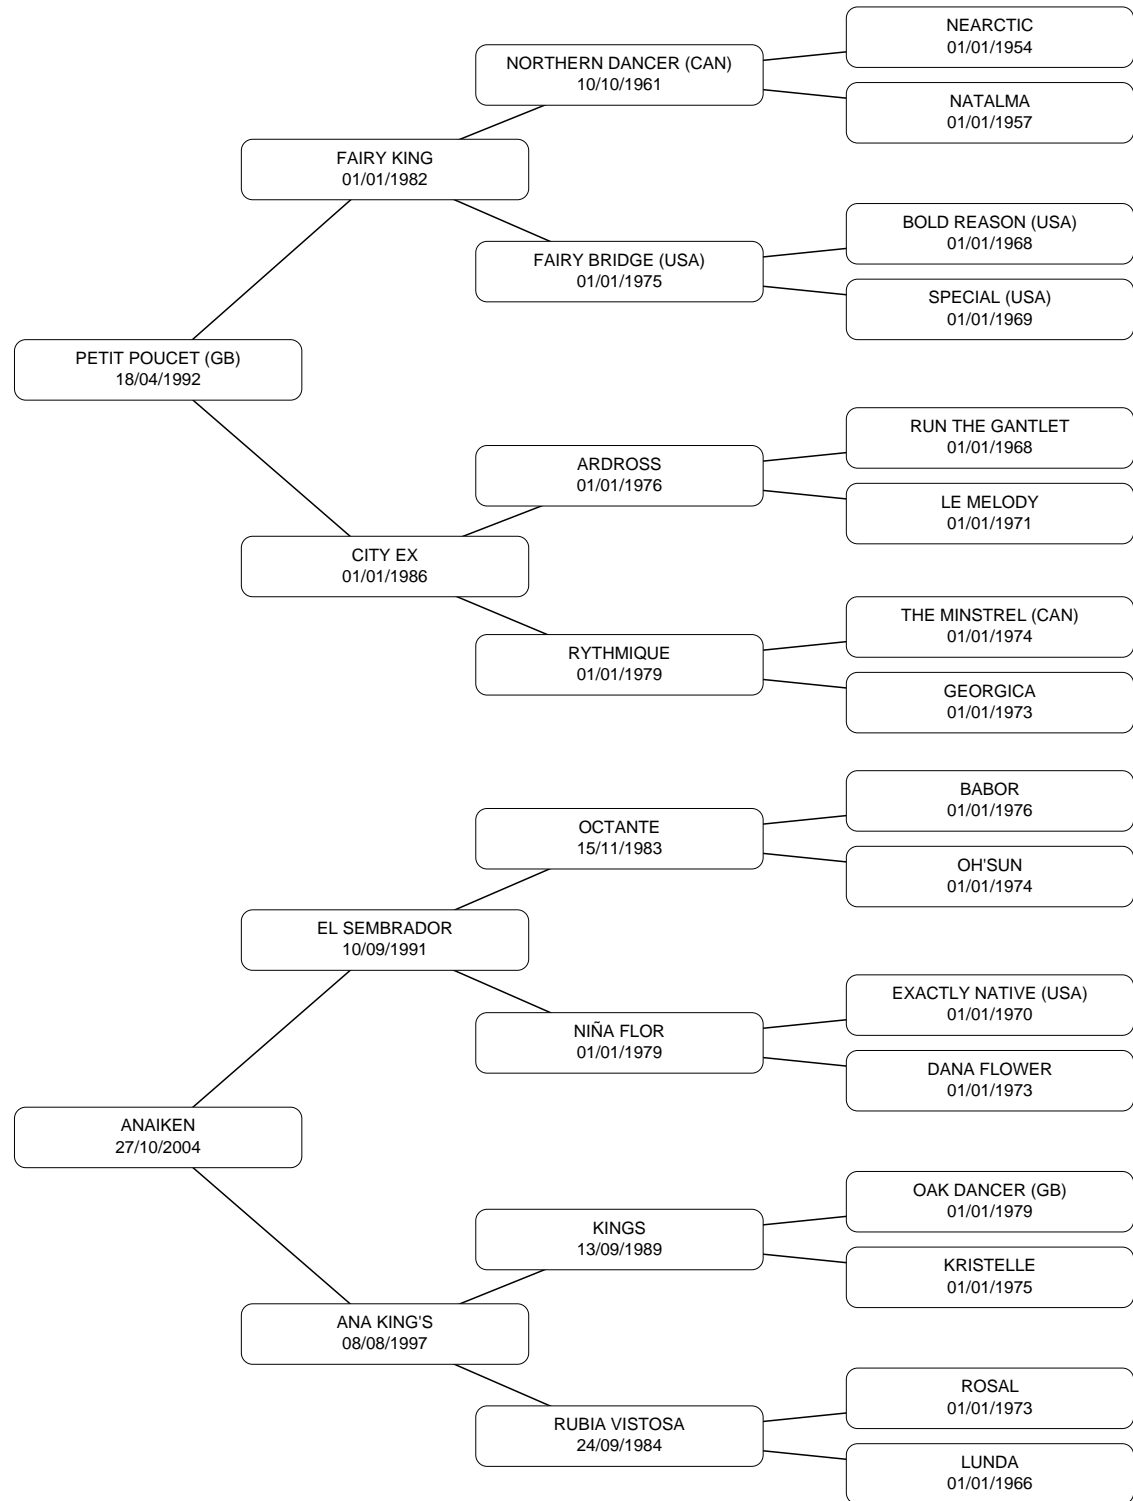 NEARCTIC
01/01/1954
NORTHERN DANCER (CAN)
10/10/1961
NATALMA
01/01/1957
FAIRY KING
01/01/1982
BOLD REASON (USA)
01/01/1968
FAIRY BRIDGE (USA)
01/01/1975
SPECIAL (USA)
01/01/1969
PETIT POUCET (GB)
18/04/1992
RUN THE GANTLET
01/01/1968
ARDROSS
01/01/1976
LE MELODY
01/01/1971
CITY EX
01/01/1986
THE MINSTREL (CAN)
01/01/1974
RYTHMIQUE
01/01/1979
GEORGICA
01/01/1973
BABOR
01/01/1976
OCTANTE
15/11/1983
OH'SUN
01/01/1974
EL SEMBRADOR
10/09/1991
EXACTLY NATIVE (USA)
01/01/1970
NIÑA FLOR
01/01/1979
DANA FLOWER
01/01/1973
ANAIKEN
27/10/2004
OAK DANCER (GB)
01/01/1979
KINGS
13/09/1989
KRISTELLE
01/01/1975
ANA KING'S
08/08/1997
ROSAL
01/01/1973
RUBIA VISTOSA
24/09/1984
LUNDA
01/01/1966